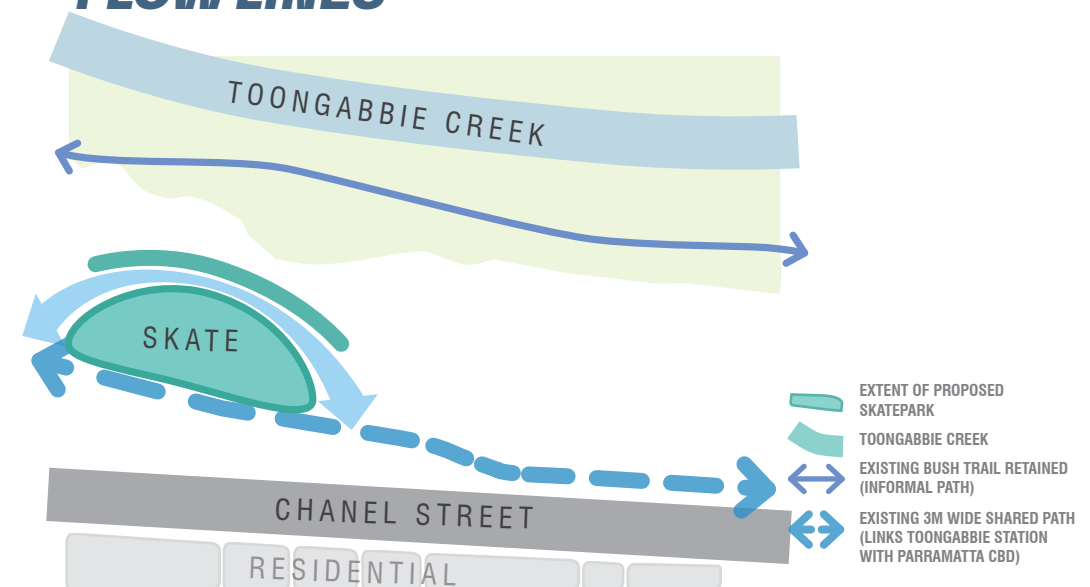 FLOWLINES
TOONGABBIE CREEK
SKATE
CHANEL STREET
RESIDENTIAL
EXTENT OF PROPOSED
SKATEPARK
TOONGABBIE CREEK
EXISTING BUSH TRAIL RETAINED
(INFORMAL PATH)
EXISTING 3M WIDE SHARED PATH
(LINKS TOONGABBIE STATION
WITH PARRAMATTA CBD)